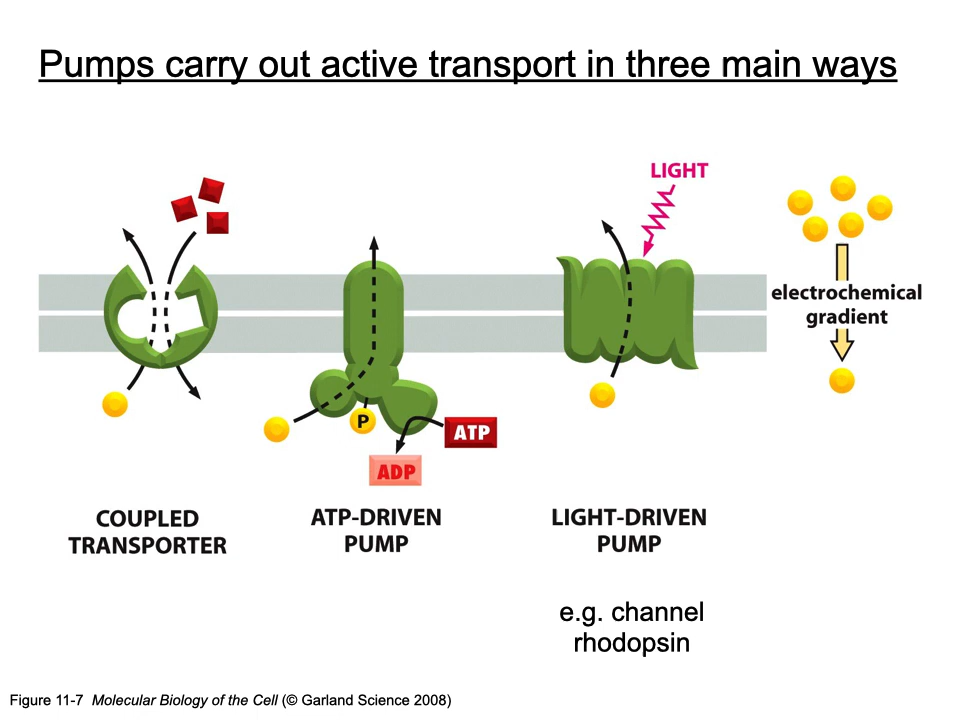 Pumps carry out active transport in three main ways
LIGHT
electrochemical
gradient
P
ATP
ADP
COUPLED
TRANSPORTER
ATP-DRIVEN
PUMP
LIGHT-DRIVEN
PUMP
e.g. channel
rhodopsin
Figure 11-7 Molecular Biology of the Cell (© Garland Science 2008)